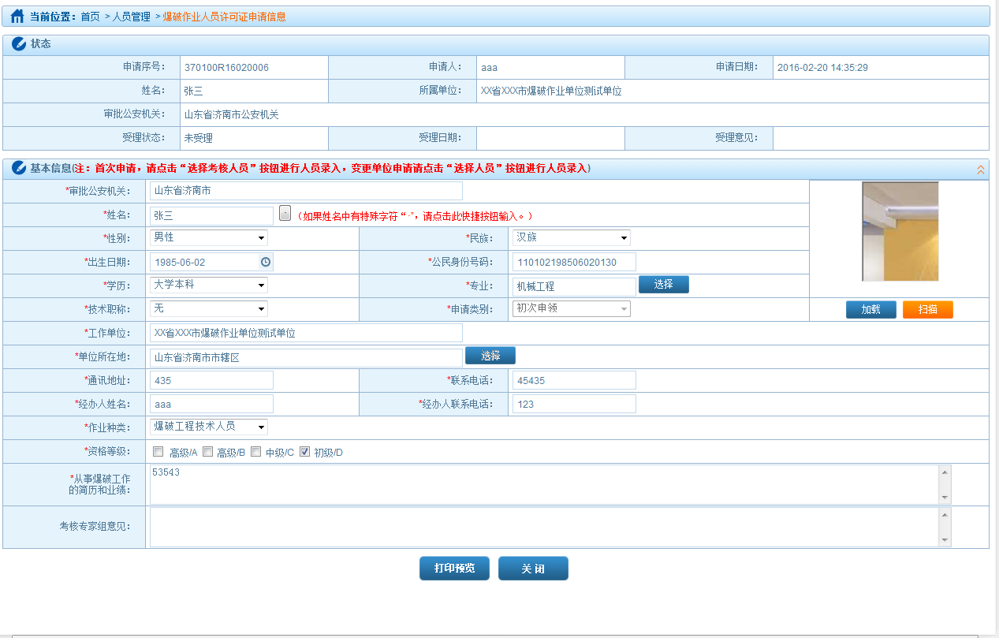 当前位置：首页 >人员管理 >爆破作业人员许可证申请信息
状态
申请序号： 370100R16020006 申请人： aaa 申请日期： 2016-02-20 14:35:29
姓名： 张三 所属单位： XX省XXX市爆破作业单位测试单位
审批公安机关： 山东省济南市公安机关
受理状态： 未受理 受理日期： 受理意见：
基本信息(注：首次申请，请点击“选择考核人员”按钮进行人员录入，变更单位申请请点击“选择人员”按钮进行人员录入)
*审批公安机关： 山东省济南市
*姓名： 张三 · （如果姓名中有特殊字符“·”，请点击此快捷按钮输入。）
*性别： 男性 *民族： 汉族
*出生日期： 1985-06-02 *公民身份号码： 110102198506020130
*学历： 大学本科 *专业： 机械工程 选择
*技术职称： 无 *申请类别： 初次申领 加载 扫描
*工作单位： XX省XXX市爆破作业单位测试单位
*单位所在地： 山东省济南市市辖区 选择
*通讯地址： 435 *联系电话： 45435
*经办人姓名： aaa *经办人联系电话： 123
*作业种类： 爆破工程技术人员
*资格等级： 高级/A 高级/B 中级/C 初级/D
*从事爆破工作 53543
的简历和业绩：
考核专家组意见：
打印预览 关 闭